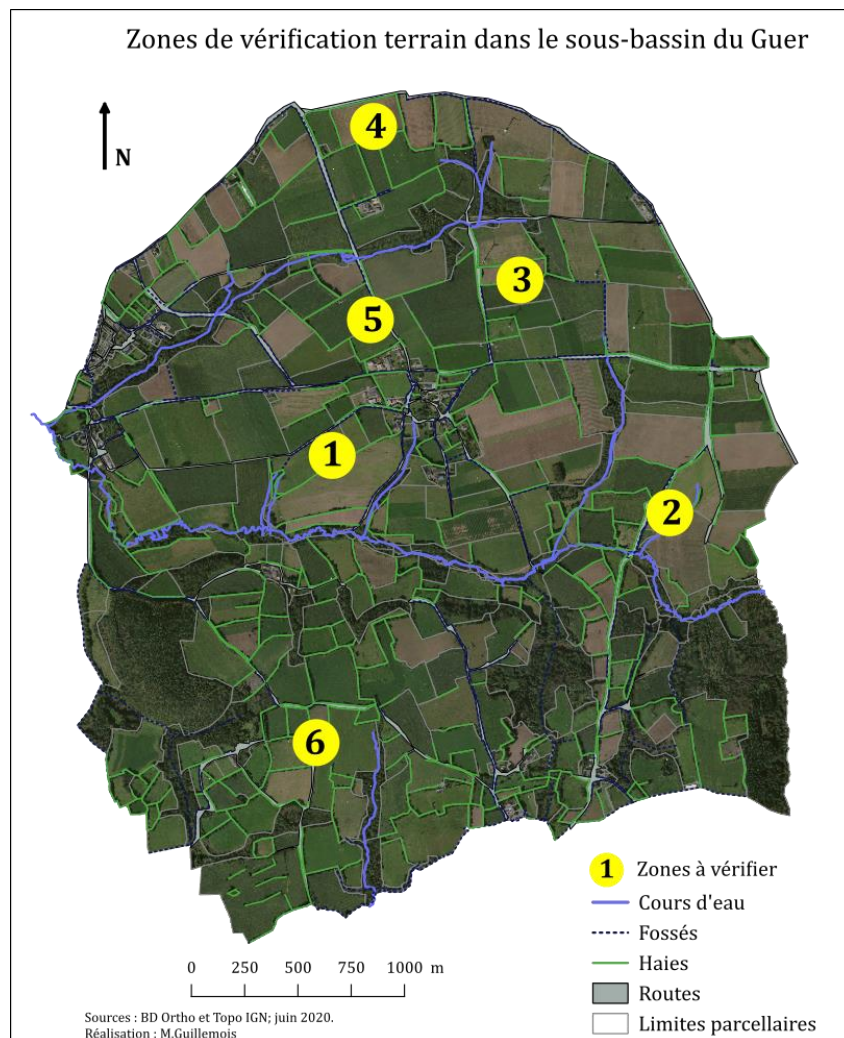 Zones de vérification terrain dans le sous-bassin du Guer
N
4
3
5
1
2
6
1 Zones à vérifier
Cours d'eau
Fossés
Haies
Routes
Limites parcellaires
0 250 500 750 1000 m
Sources : BD Ortho et Topo IGN; juin 2020.
Réalisation : M.Guillemois